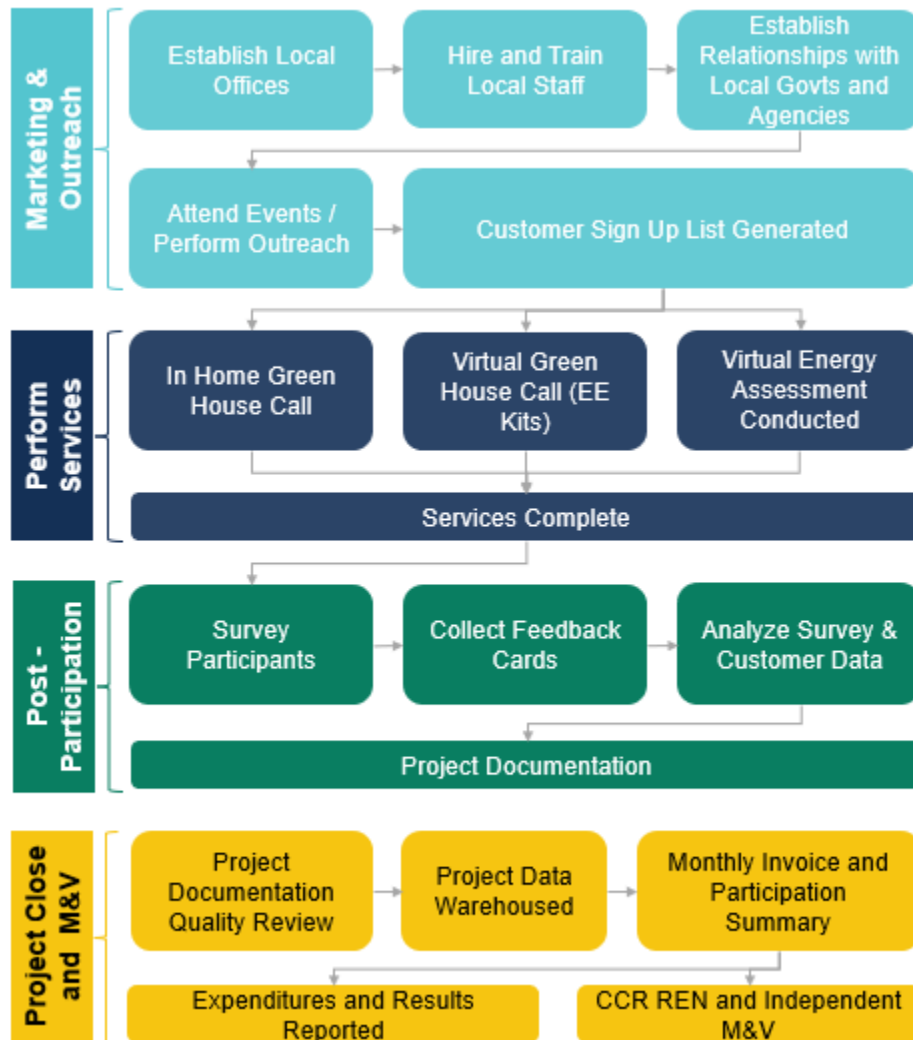 Marketing &
Outreach
Establish Local
Offices
Hire and Train
Local Staff
Establish
Relationships with
Local Govts and
Agencies
Attend Events /
Perform Outreach
Customer Sign Up List Generated
Perform
Services
In Home Green
House Call
Virtual Green
House Call (EE
Kits)
Virtual Energy
Assessment
Conducted
Services Complete
Post -
Participation
Survey
Participants
Collect Feedback
Cards
Analyze Survey &
Customer Data
Project Documentation
Project Close
and M&V
Project
Documentation
Quality Review
Project Data
Warehoused
Monthly Invoice and
Participation
Summary
Expenditures and Results
Reported
CCR REN and Independent
M&V